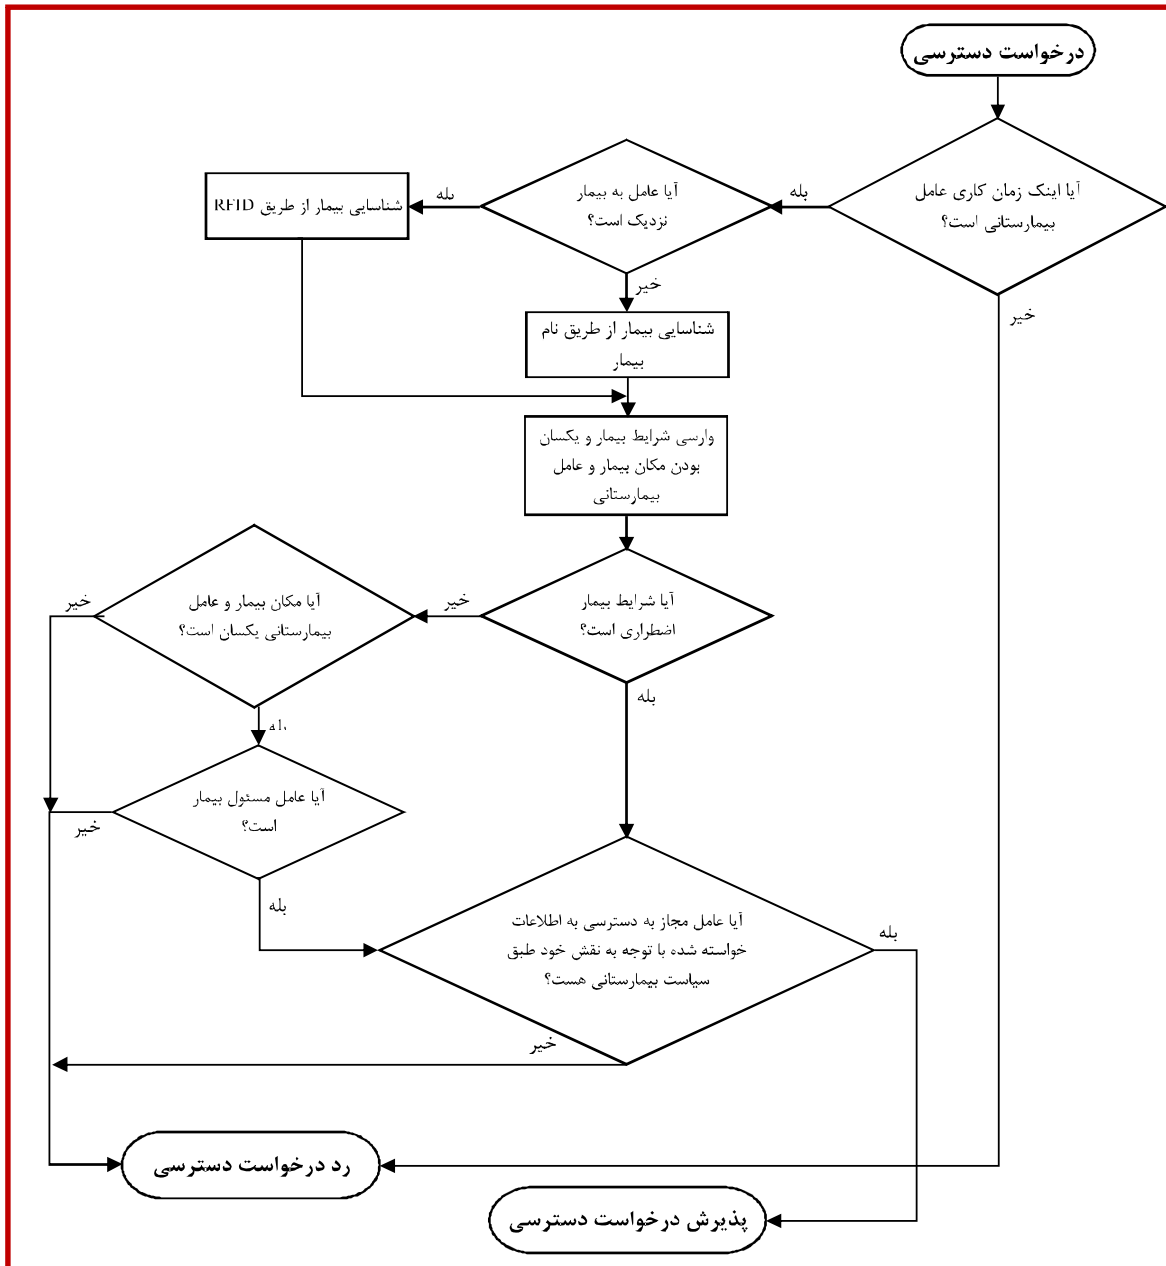 درخواست دسترسی
آیا اینک زمان کاری عامل
بیمارستانی است؟
بله
خیر
آیا عامل به بیمار
نزدیک است؟
بله
خیر
شناسایی بیمار از طریق RFID
شناسایی بیمار از طریق نام
بیمار
وارسی شرایط بیمار و یکسان
بودن مکان بیمار و عامل
بیمارستانی
آیا شرایط بیمار
اضطراری است؟
خیر
بله
آیا مکان بیمار و عامل
بیمارستانی یکسان است؟
خیر
بله
آیا عامل مسئول بیمار
است؟
خیر
بله
آیا عامل مجاز به دسترسی به اطلاعات
خواسته شده با توجه به نقش خود طبق
سیاست بیمارستانی هست؟
بله
خیر
رد درخواست دسترسی
پذیرش درخواست دسترسی